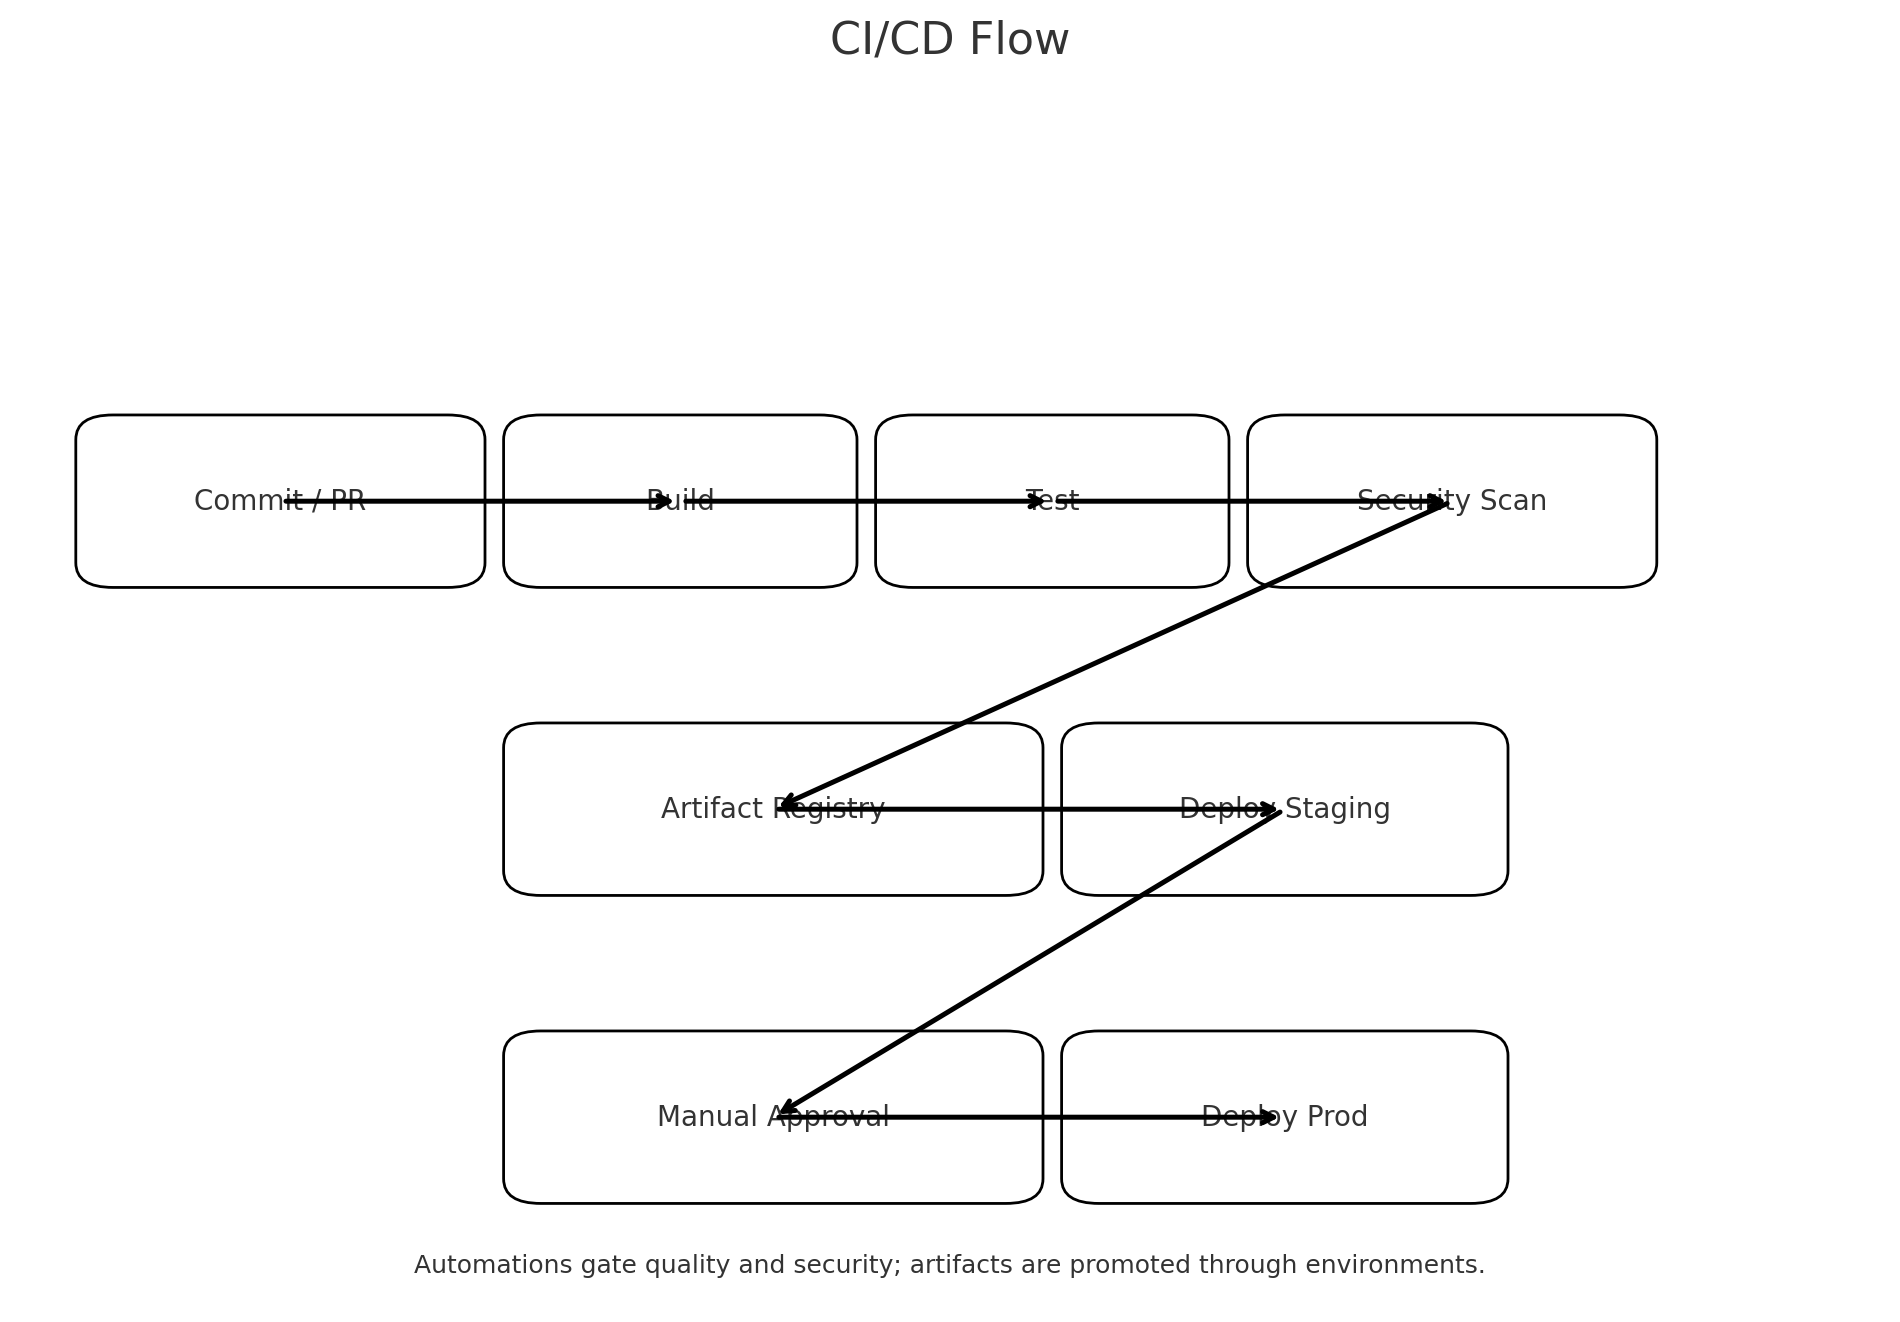 CI/CD Flow
Commit / PR
Build
Test
Security Scan
Artifact Registry
Deploy Staging
Manual Approval
Deploy Prod
Automations gate quality and security; artifacts are promoted through environments.